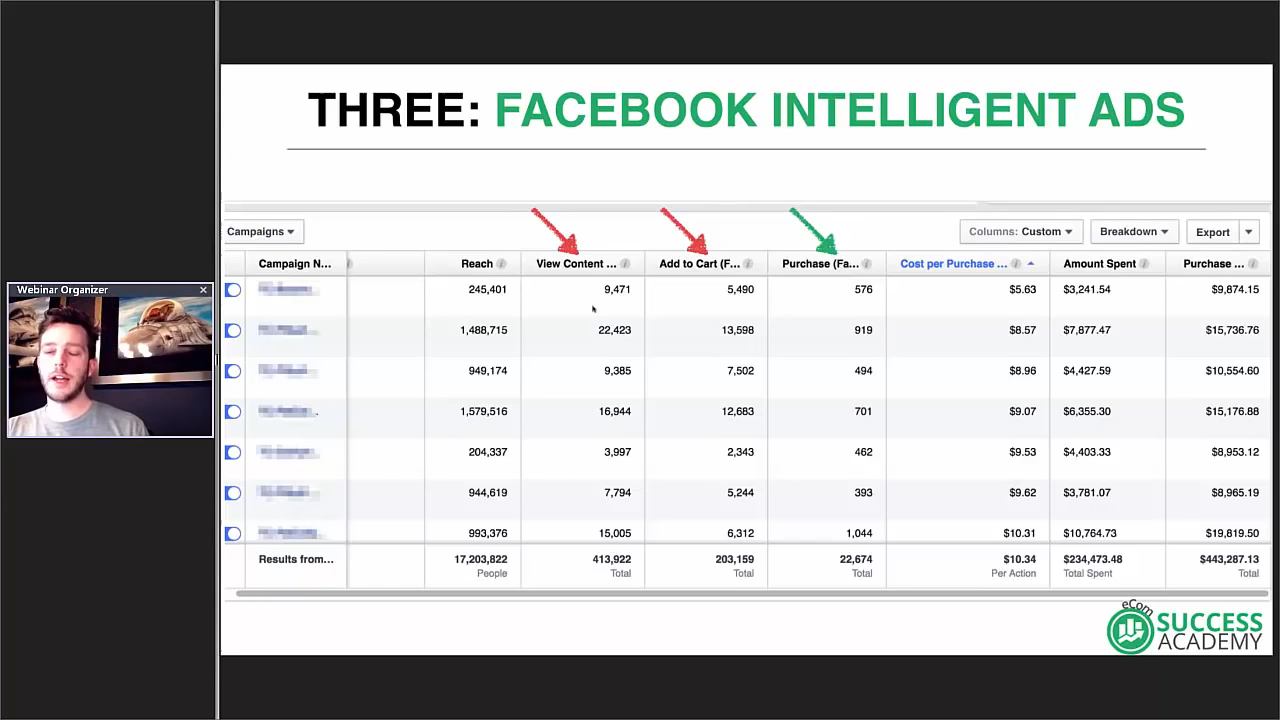 THREE: FACEBOOK INTELLIGENT ADS
Campaigns
Columns: Custom
Breakdown
Export
Campaign N... Reach View Content ... Add to Cart (F... Purchase (Fa... Cost per Purchase ... Amount Spent Purchase ...
245,401 9,471 5,490 576 $5.63 $3,241.54 $9,874.15
Webinar Organizer
1,488,715 22,423 13,598 919 $8.57 $7,877.47 $15,736.76
949,174 9,385 7,502 494 $8.96 $4,427.59 $10,554.60
1,579,516 16,944 12,683 701 $9.07 $6,355.30 $15,176.88
204,337 3,997 2,343 462 $9.53 $4,403.33 $8,953.12
944,619 7,794 5,244 393 $9.62 $3,781.07 $8,965.19
993,376 15,005 6,312 1,044 $10.31 $10,764.73 $19,819.50
Results from... 17,203,822 413,922 203,159 22,674 $10.34 $234,473.48 $443,287.13
People Total Total Total Per Action Total Spent Total
eCom
SUCCESS
ACADEMY